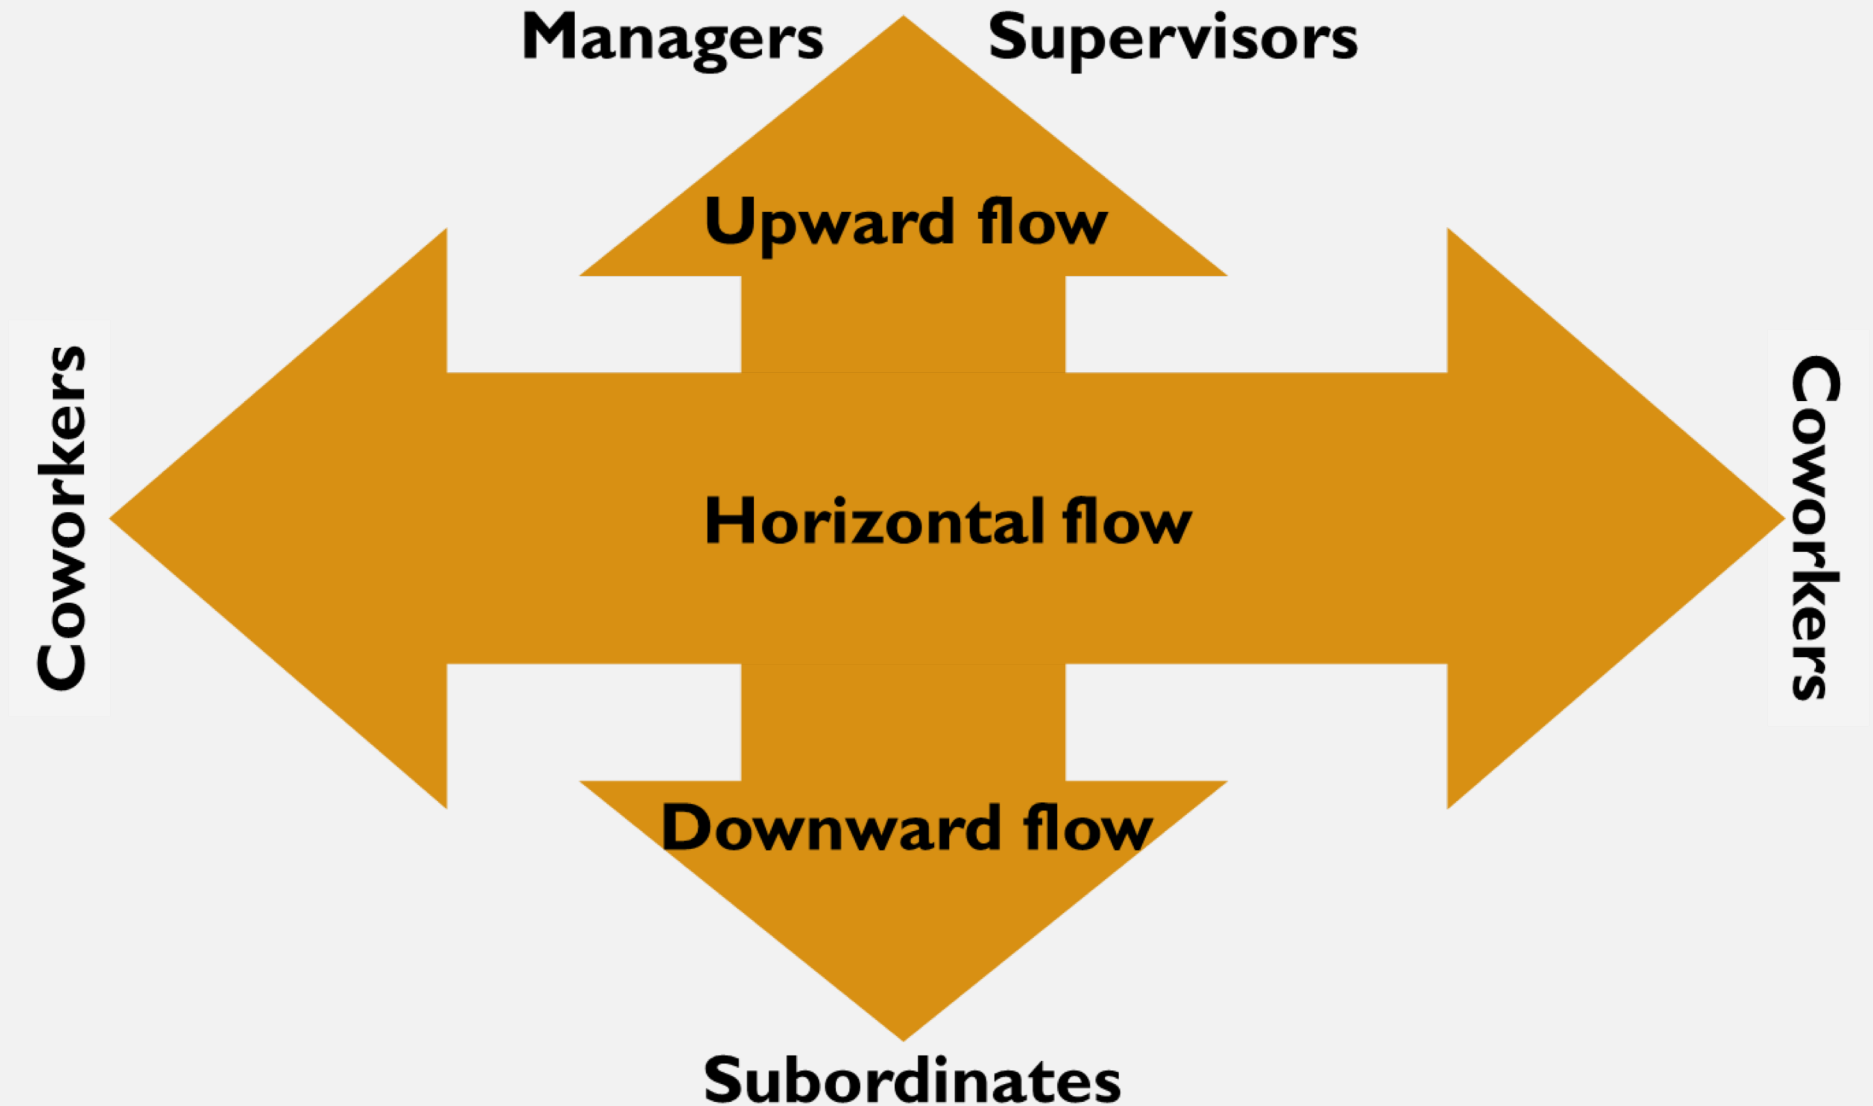 Managers Supervisors
Upward flow
Coworkers
Horizontal flow
Coworkers
Downward flow
Subordinates